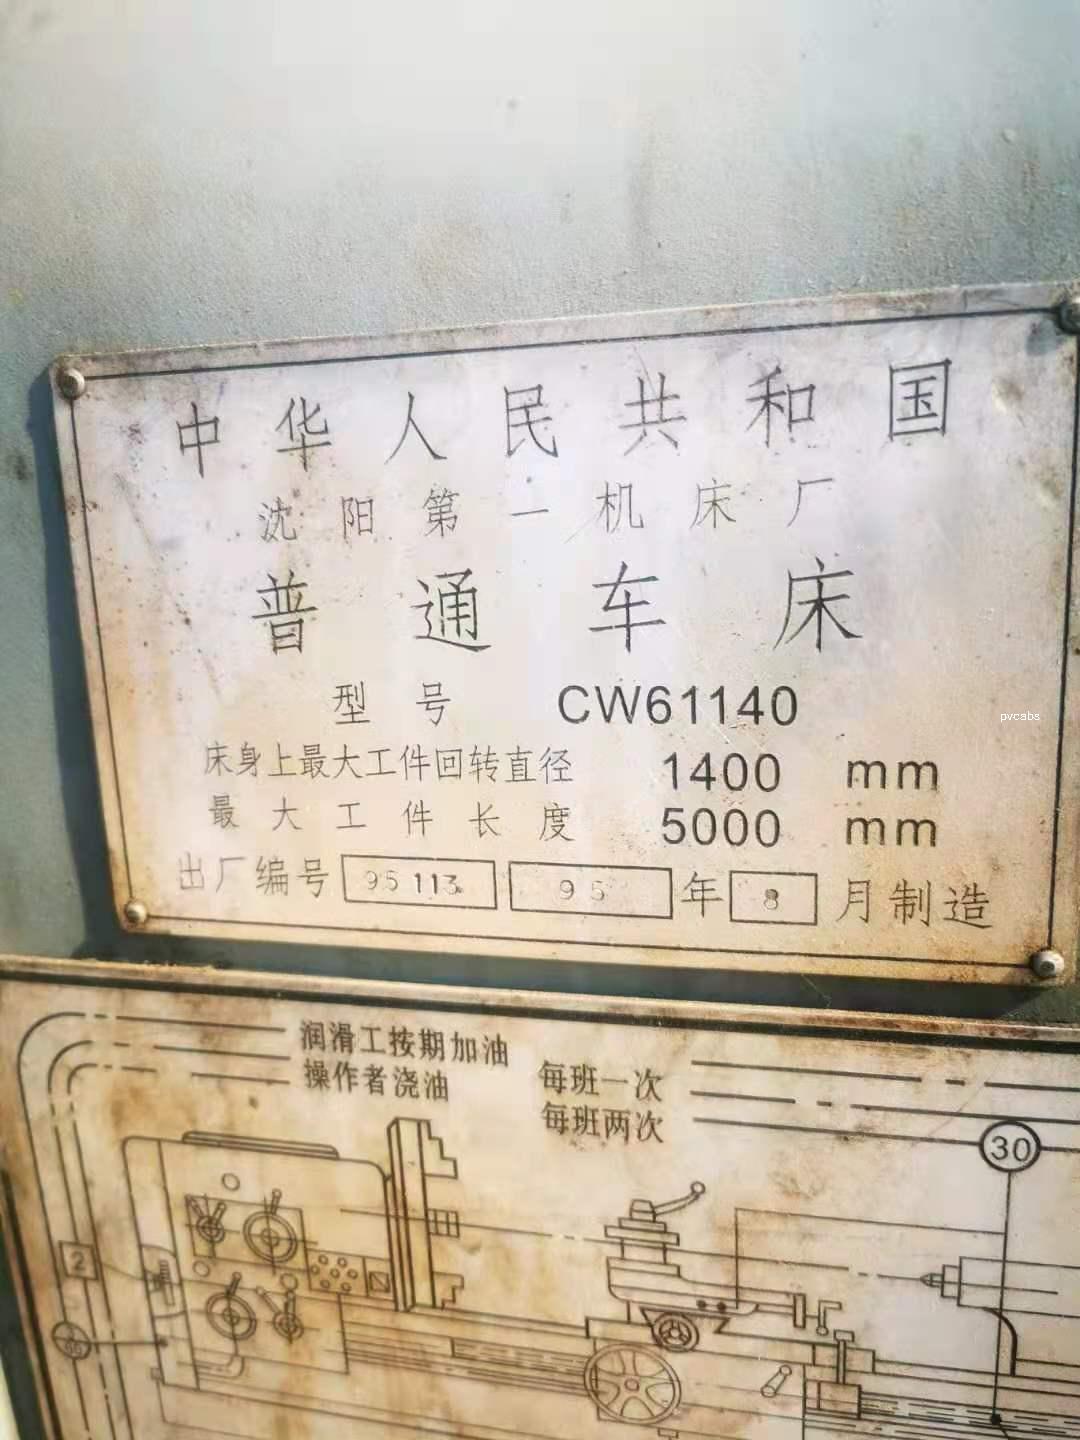 中华人民共和国
沈阳第一机床厂
普通车床
型号 CW61140
床身上最大工件回转直径 1400 mm
最大工件长度 5000 mm
出厂编号 95113 95 年 8 月制造
pvcabs
润滑工按期加油
操作者浇油
每班一次
每班两次
30
2